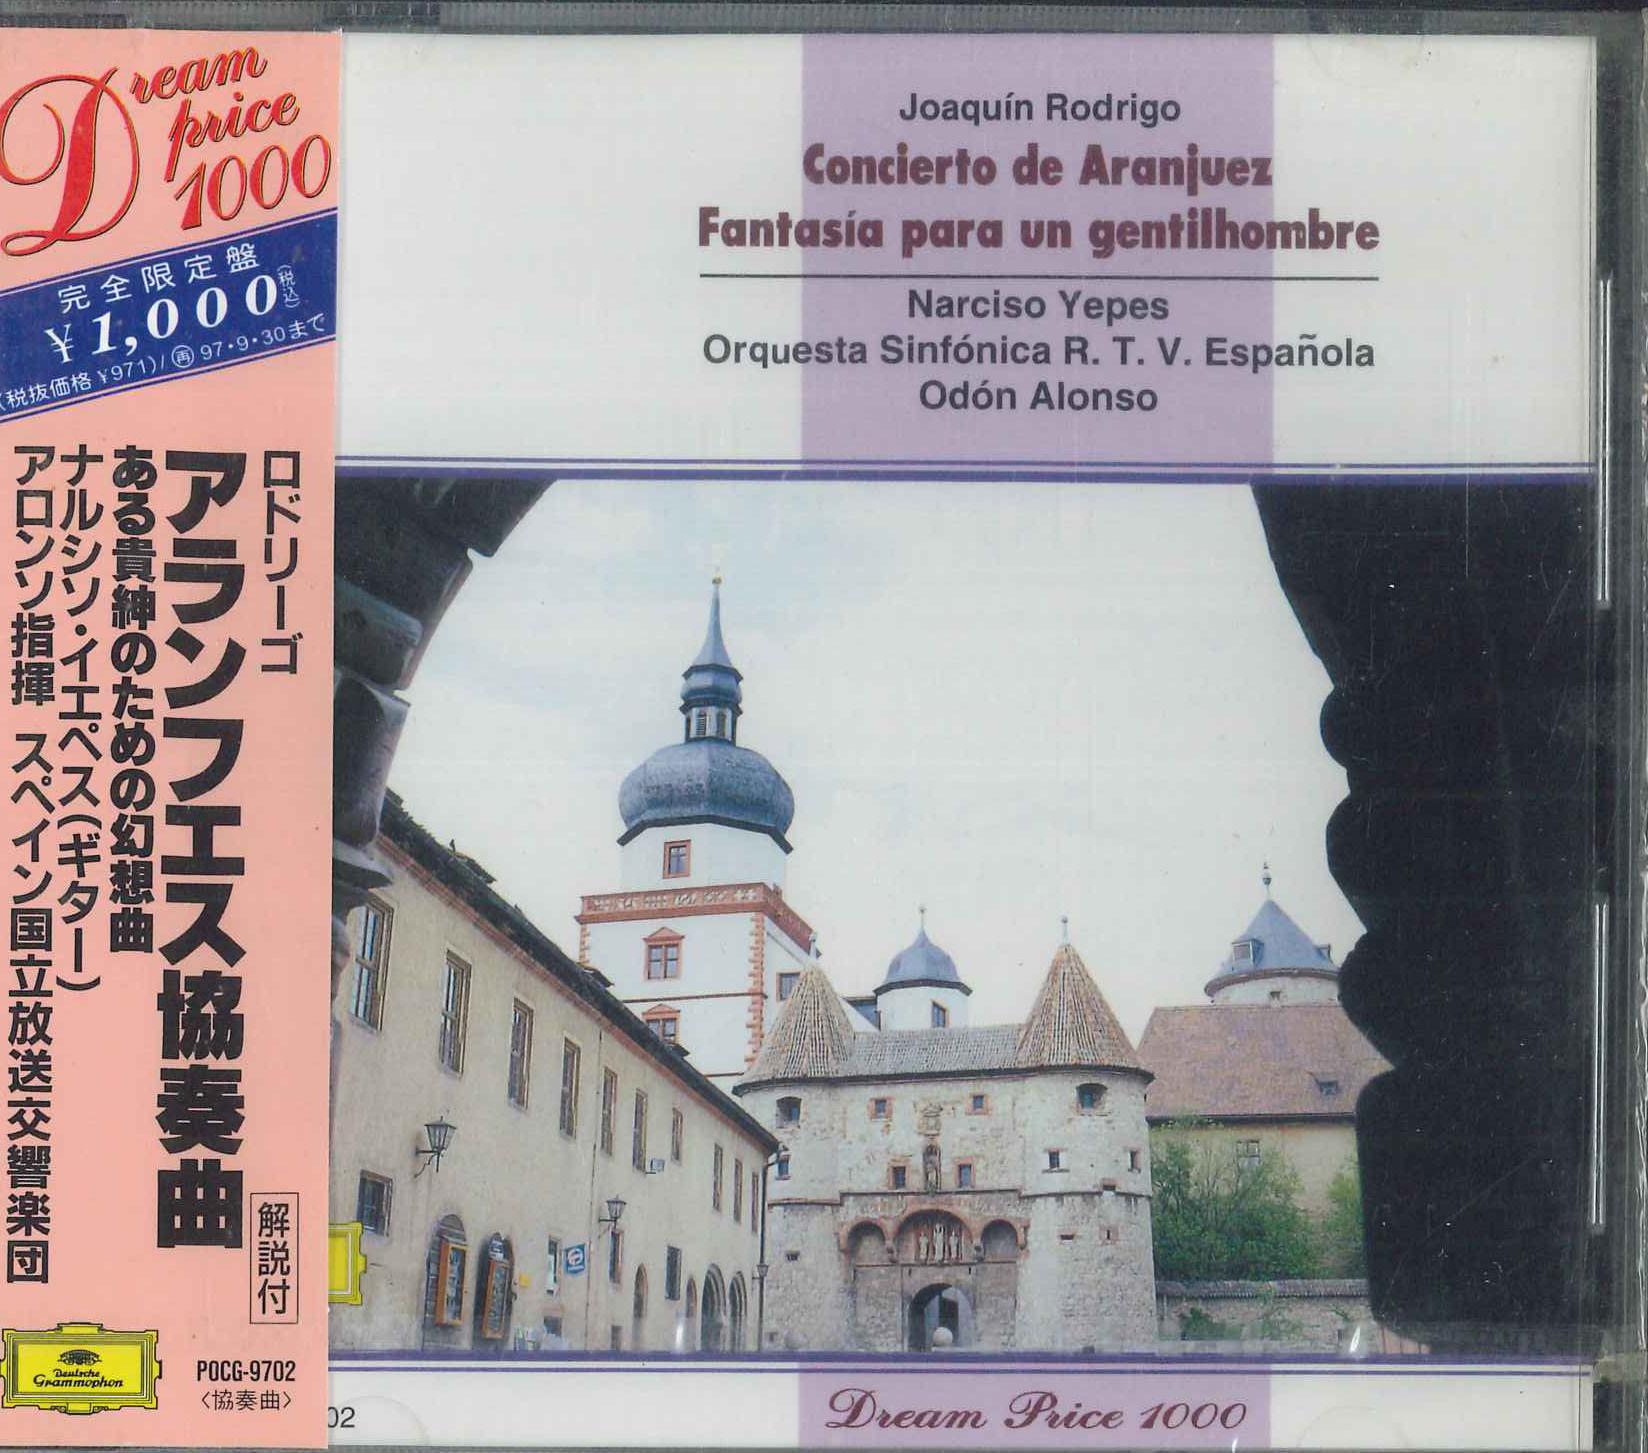 Dream
price
1000
完全限定盤
¥1,000(税込)
(税抜価格¥971)/再97・9・30まで
ロドリーゴ
アランフエス協奏曲
ある貴紳のための幻想曲
ナルシソ・イエペス(ギター)
アロンソ指揮 スペイン国立放送交響楽団
解説付
Deutsche
Grammophon
POCG-9702
〈協奏曲〉
Joaquín Rodrigo
Concierto de Aranjuez
Fantasía para un gentilhombre
Narciso Yepes
Orquesta Sinfónica R. T. V. Española
Odón Alonso
02
Dream Price 1000